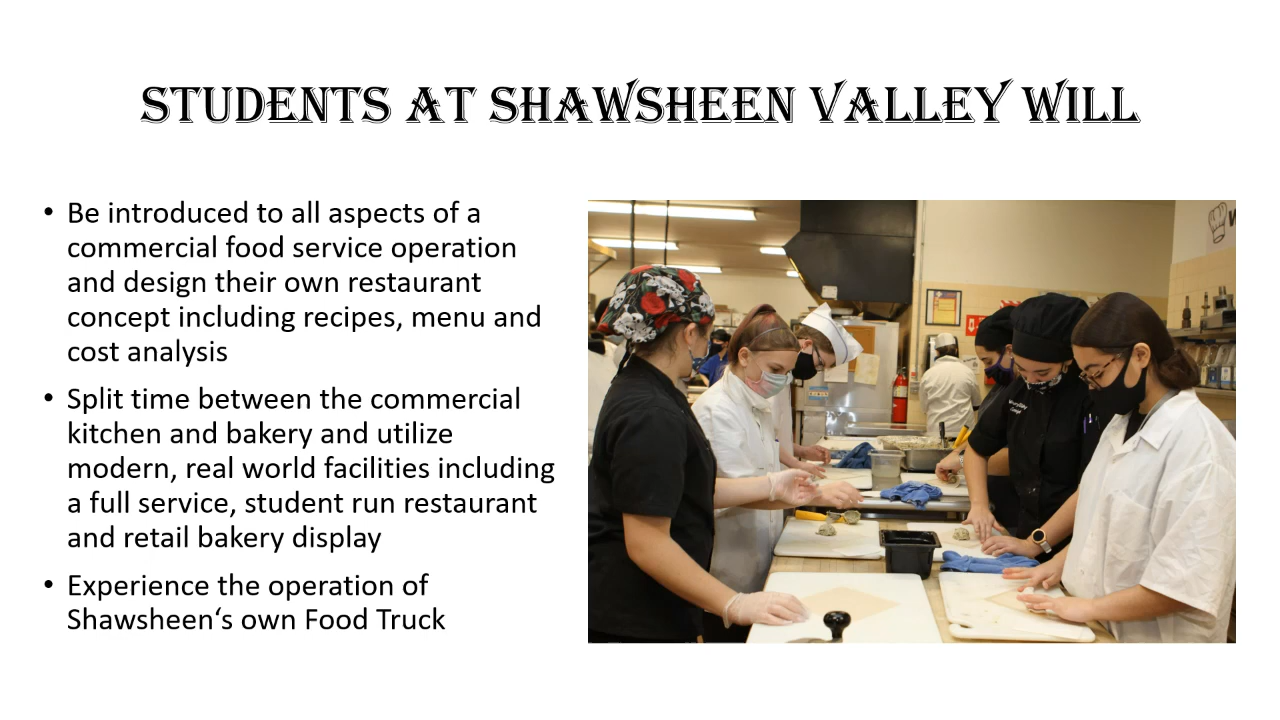 STUDENTS AT SHAWSHEEN VALLEY WILL
• Be introduced to all aspects of a
commercial food service operation
and design their own restaurant
concept including recipes, menu and
cost analysis
• Split time between the commercial
kitchen and bakery and utilize
modern, real world facilities including
a full service, student run restaurant
and retail bakery display
• Experience the operation of
Shawsheen‘s own Food Truck